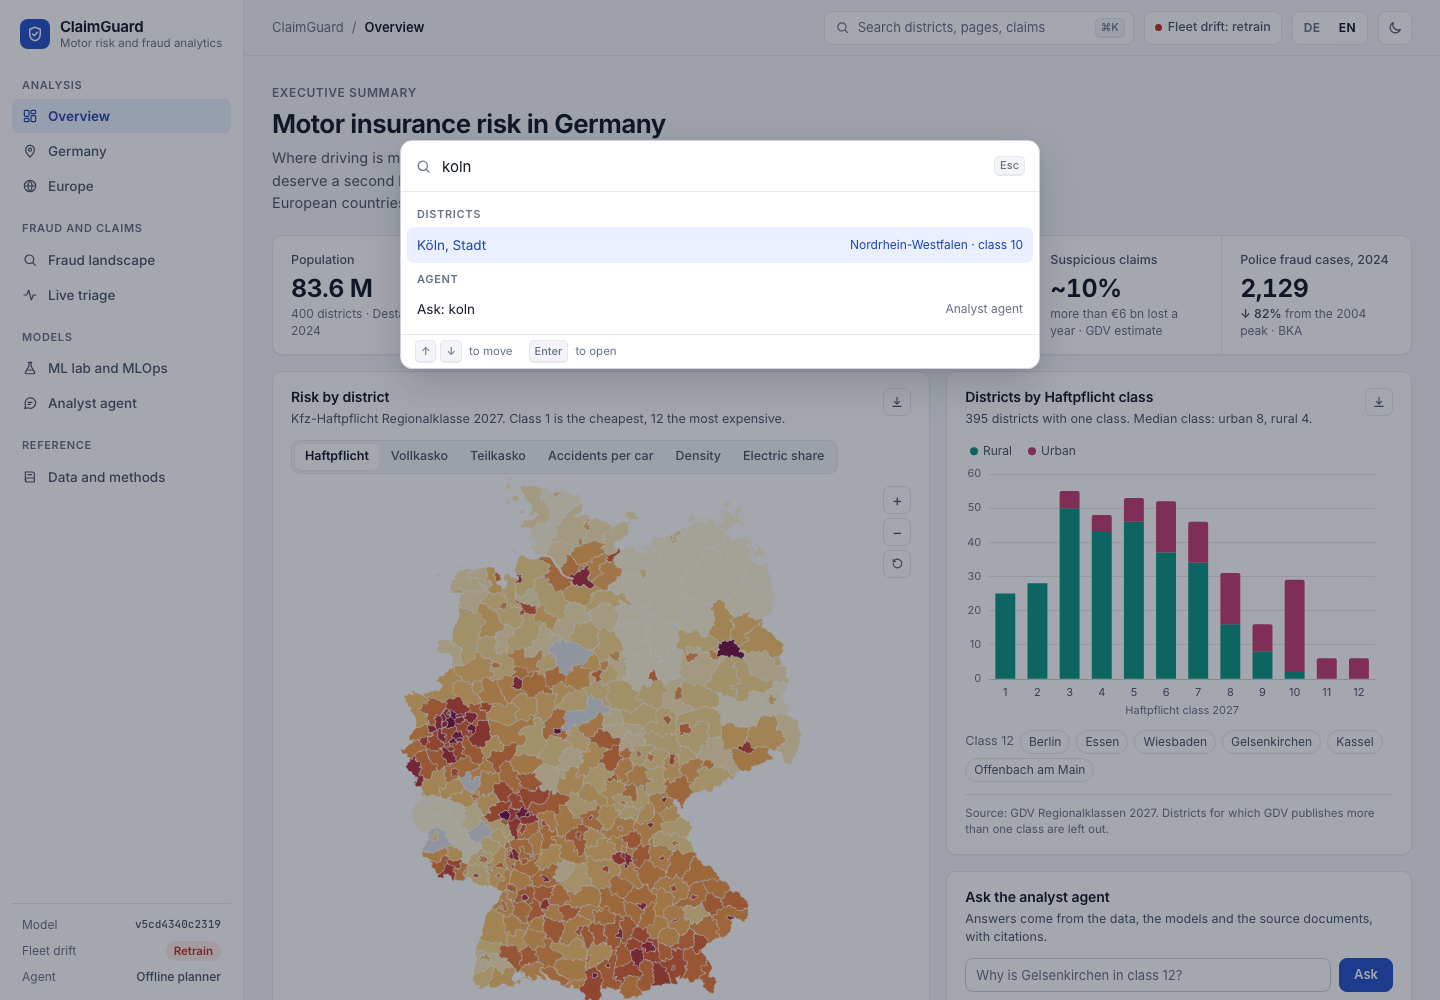 ClaimGuard
Motor risk and fraud analytics
ANALYSIS
Overview
Germany
Europe
FRAUD AND CLAIMS
Fraud landscape
Live triage
MODELS
ML lab and MLOps
Analyst agent
REFERENCE
Data and methods
Model v5cd4340c2319
Fleet drift Retrain
Agent Offline planner
ClaimGuard / Overview
Search districts, pages, claims ⌘K
Fleet drift: retrain
DE EN
EXECUTIVE SUMMARY
Motor insurance risk in Germany
Where driving is
deserve a second
European countries
koln Esc
DISTRICTS
Köln, Stadt Nordrhein-Westfalen · class 10
AGENT
Ask: koln Analyst agent
↑ ↓ to move Enter to open
Population
83.6 M
400 districts
2024
Suspicious claims
~10%
more than €6 bn lost a
year · GDV estimate
Police fraud cases, 2024
2,129
↓ 82% from the 2004
peak · BKA
Risk by district
Kfz-Haftpflicht Regionalklasse 2027. Class 1 is the cheapest, 12 the most expensive.
Haftpflicht Vollkasko Teilkasko Accidents per car Density Electric share
+
−
Districts by Haftpflicht class
395 districts with one class. Median class: urban 8, rural 4.
Rural Urban
60
50
40
30
20
10
0
1 2 3 4 5 6 7 8 9 10 11 12
Haftpflicht class 2027
Class 12 Berlin Essen Wiesbaden Gelsenkirchen Kassel
Offenbach am Main
Source: GDV Regionalklassen 2027. Districts for which GDV publishes more
than one class are left out.
Ask the analyst agent
Answers come from the data, the models and the source documents,
with citations.
Why is Gelsenkirchen in class 12? Ask